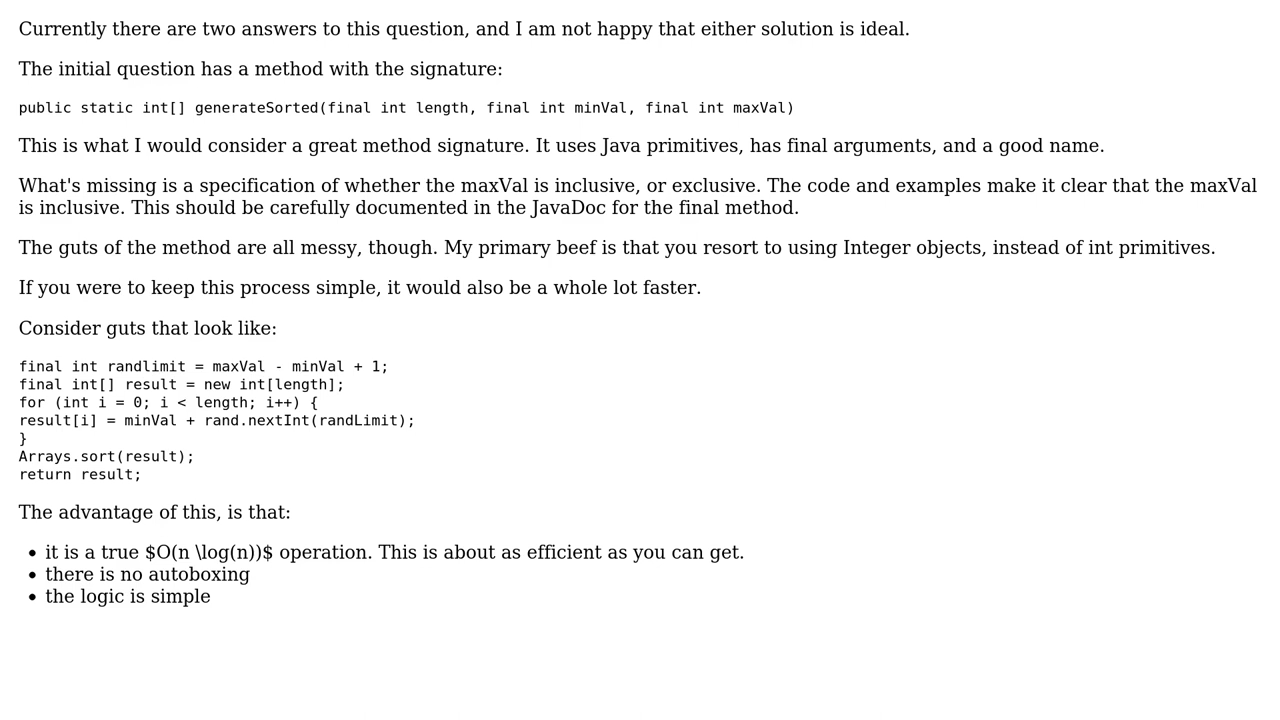 Currently there are two answers to this question, and I am not happy that either solution is ideal.
The initial question has a method with the signature:
public static int[] generateSorted(final int length, final int minVal, final int maxVal)
This is what I would consider a great method signature. It uses Java primitives, has final arguments, and a good name.
What's missing is a specification of whether the maxVal is inclusive, or exclusive. The code and examples make it clear that the maxVal
is inclusive. This should be carefully documented in the JavaDoc for the final method.
The guts of the method are all messy, though. My primary beef is that you resort to using Integer objects, instead of int primitives.
If you were to keep this process simple, it would also be a whole lot faster.
Consider guts that look like:
final int randlimit = maxVal - minVal + 1;
final int[] result = new int[length];
for (int i = 0; i < length; i++) {
result[i] = minVal + rand.nextInt(randLimit);
}
Arrays.sort(result);
return result;
The advantage of this, is that:
• it is a true $O(n \log(n))$ operation. This is about as efficient as you can get.
• there is no autoboxing
• the logic is simple